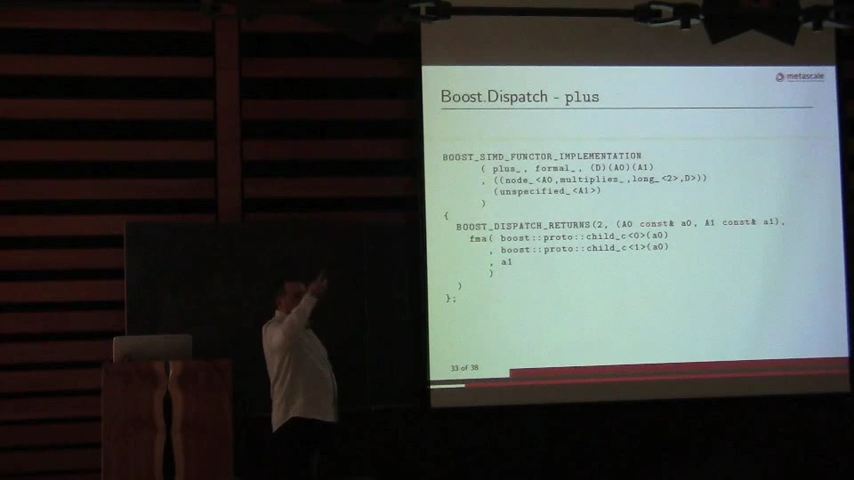 metascale
Boost.Dispatch - plus
BOOST_SIMD_FUNCTOR_IMPLEMENTATION
( plus_, formal_, (D)(A0)(A1)
, ((node_<A0,multiplies_,long_<2>,D>))
(unspecified_<A1>)
)
{
BOOST_DISPATCH_RETURNS(2, (A0 const& a0, A1 const& a1),
fma( boost::proto::child_c<0>(a0)
, boost::proto::child_c<1>(a0)
, a1
)
)
};
33 of 38